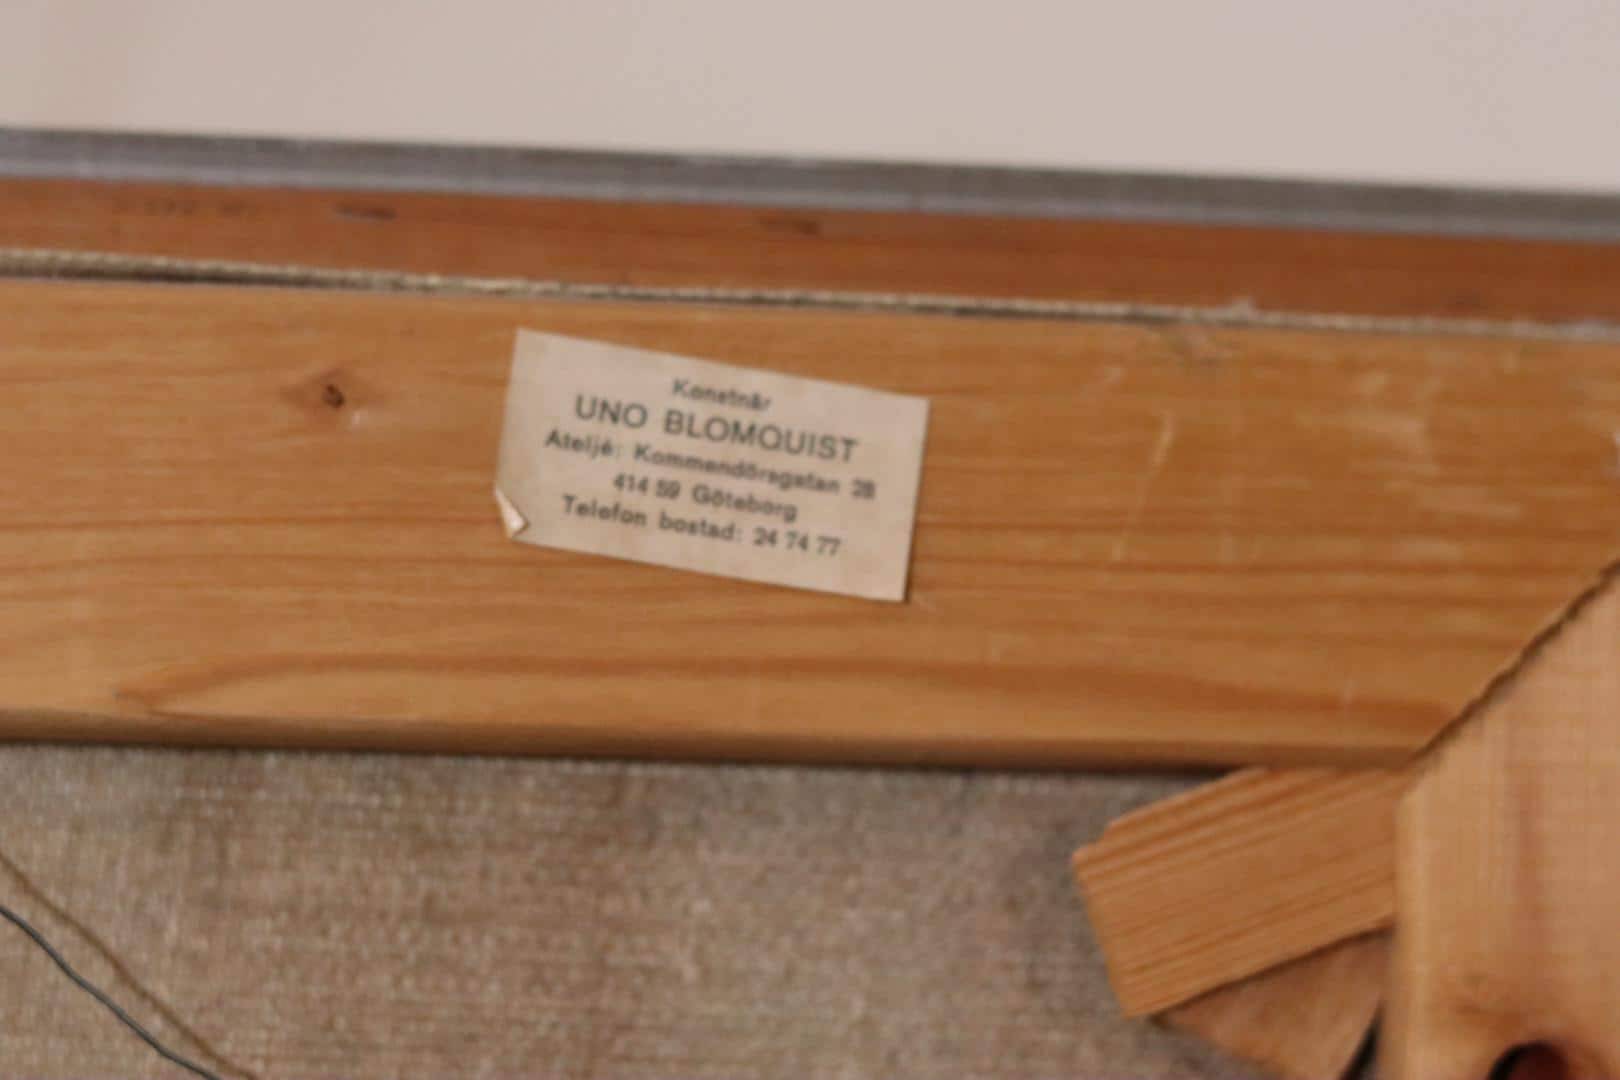 Konstnär
UNO BLOMQUIST
Ateljé: Kommendörsgatan 28
414 59 Göteborg
Telefon bostad: 24 74 77